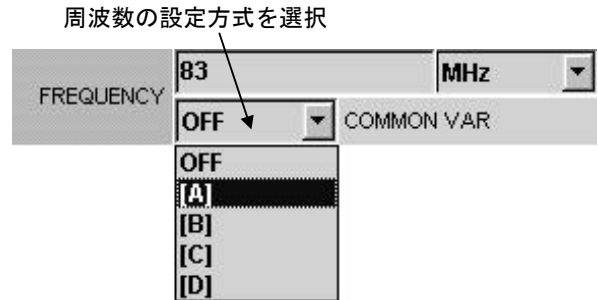 周波数の設定方式を選択
FREQUENCY
83
MHz
OFF
COMMON VAR
OFF
[A]
[B]
[C]
[D]